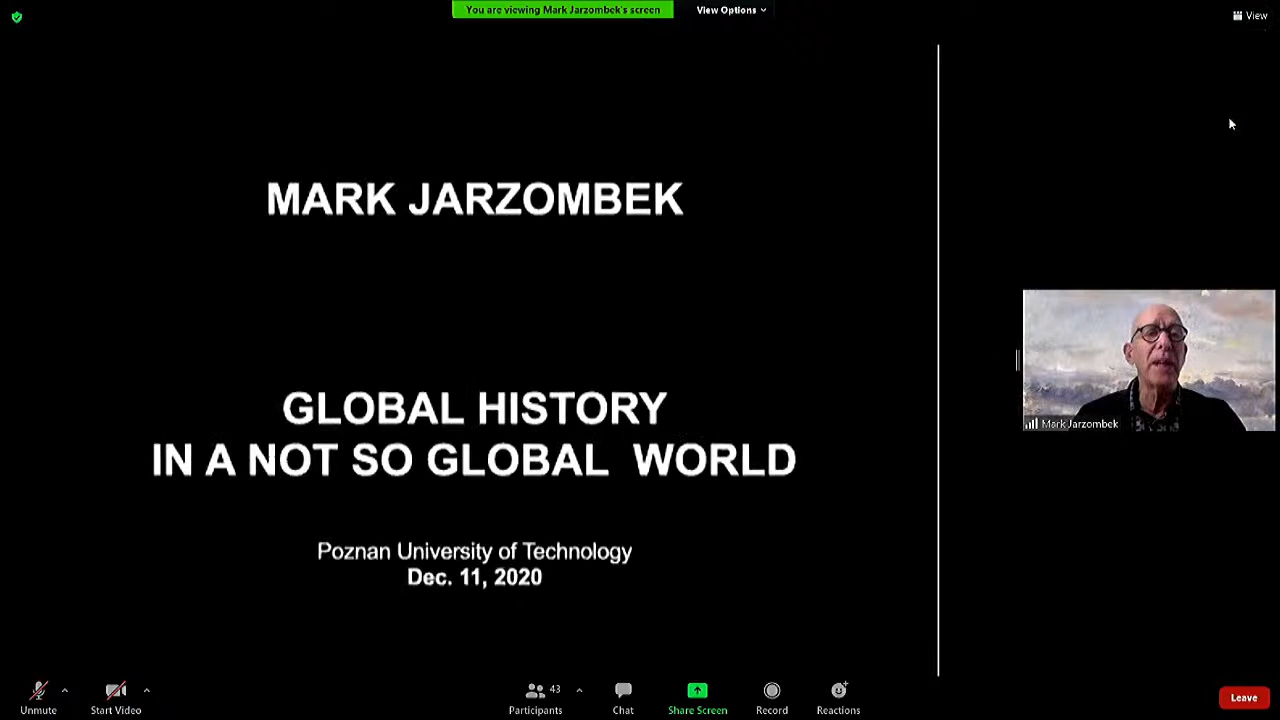 You are viewing Mark Jarzombek's screen
View Options
View
MARK JARZOMBEK
GLOBAL HISTORY
IN A NOT SO GLOBAL WORLD
Poznan University of Technology
Dec. 11, 2020
Mark Jarzombek
Unmute
Start Video
43
Participants
Chat
Share Screen
Record
Reactions
Leave